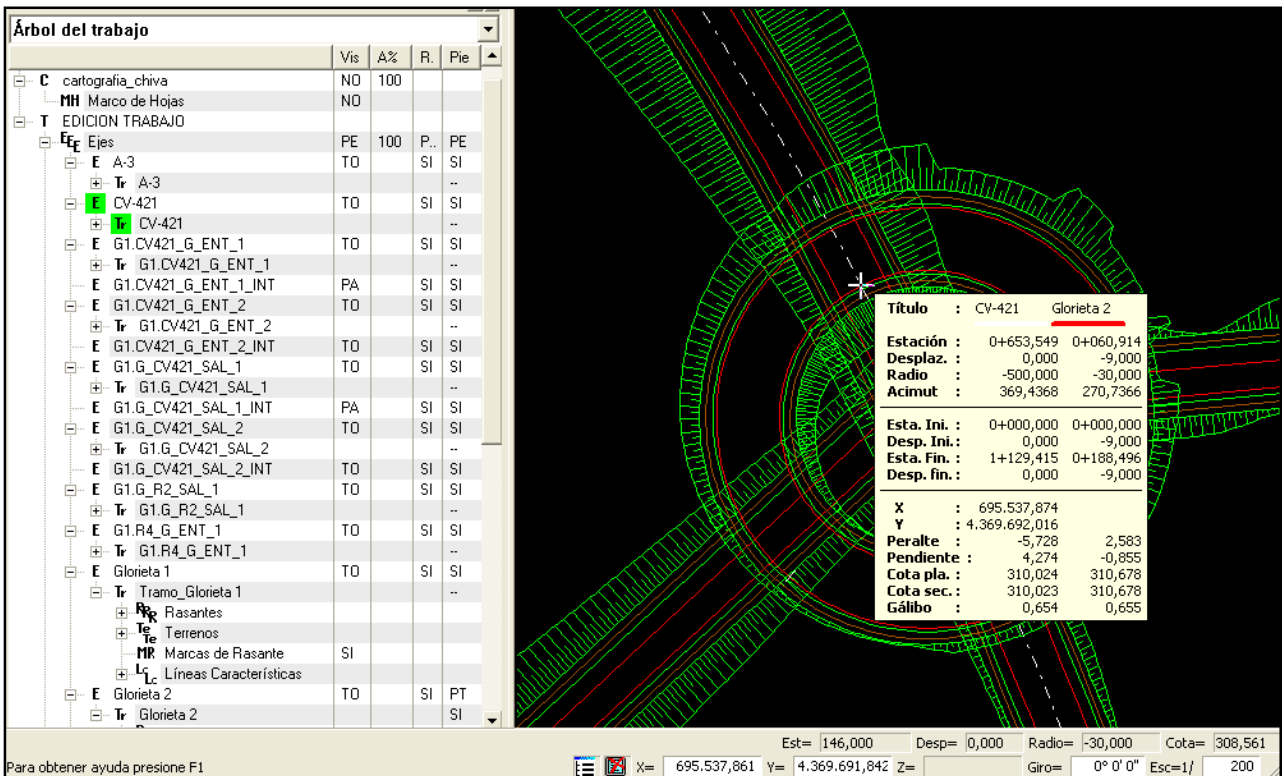 Árbol del trabajo
Vis A% R. Pie
C cartografia_chiva NO 100
MH Marco de Hojas NO
T EDICION TRABAJO
EEE Ejes PE 100 P.. PE
E A-3 TO SI SI
Tr A-3 --
E CV-421 TO SI SI
Tr CV-421 --
E G1.CV421_G_ENT_1 TO SI SI
Tr G1.CV421_G_ENT_1 --
E G1.CV421_G_ENT_1_INT PA SI SI
E G1.CV421_G_ENT_2 TO SI SI
Tr G1.CV421_G_ENT_2 --
E G1.CV421_G_ENT_2_INT TO SI SI
E G1.G_CV421_SAL_1 TO SI SI
Tr G1.G_CV421_SAL_1 --
E G1.G_CV421_SAL_1_INT PA SI SI
E G1.G_CV421_SAL_2 TO SI SI
Tr G1.G_CV421_SAL_2 --
E G1.G_CV421_SAL_2_INT TO SI SI
E G1.G_R2_SAL_1 TO SI SI
Tr G1.G_R2_SAL_1 --
E G1.R4_G_ENT_1 TO SI SI
Tr G1.R4_G_ENT_1 --
E Glorieta 1 TO SI SI
Tr Tramo_Glorieta 1 --
Rasantes
Terrenos
MR Marcas de Rasante SI
Líneas Características
E Glorieta 2 TO SI PT
Tr Glorieta 2 SI
Título : CV-421 Glorieta 2
Estación : 0+653,549 0+060,914
Desplaz. : 0,000 -9,000
Radio : -500,000 -30,000
Acimut : 369,4368 270,7366
Esta. Ini. : 0+000,000 0+000,000
Desp. Ini. : 0,000 -9,000
Esta. Fin. : 1+129,415 0+188,496
Desp. fin. : 0,000 -9,000
X : 695.537,874
Y : 4.369.692,016
Peralte : -5,728 2,583
Pendiente : 4,274 -0,855
Cota pla. : 310,024 310,678
Cota sec. : 310,023 310,678
Gálibo : 0,654 0,655
Est= 146,000 Desp= 0,000 Radio= -30,000 Cota= 308,561
Para obtener ayuda presione F1 X= 695.537,861 Y= 4.369.691,842 Z= Giro= 0° 0' 0" Esc=1/ 200